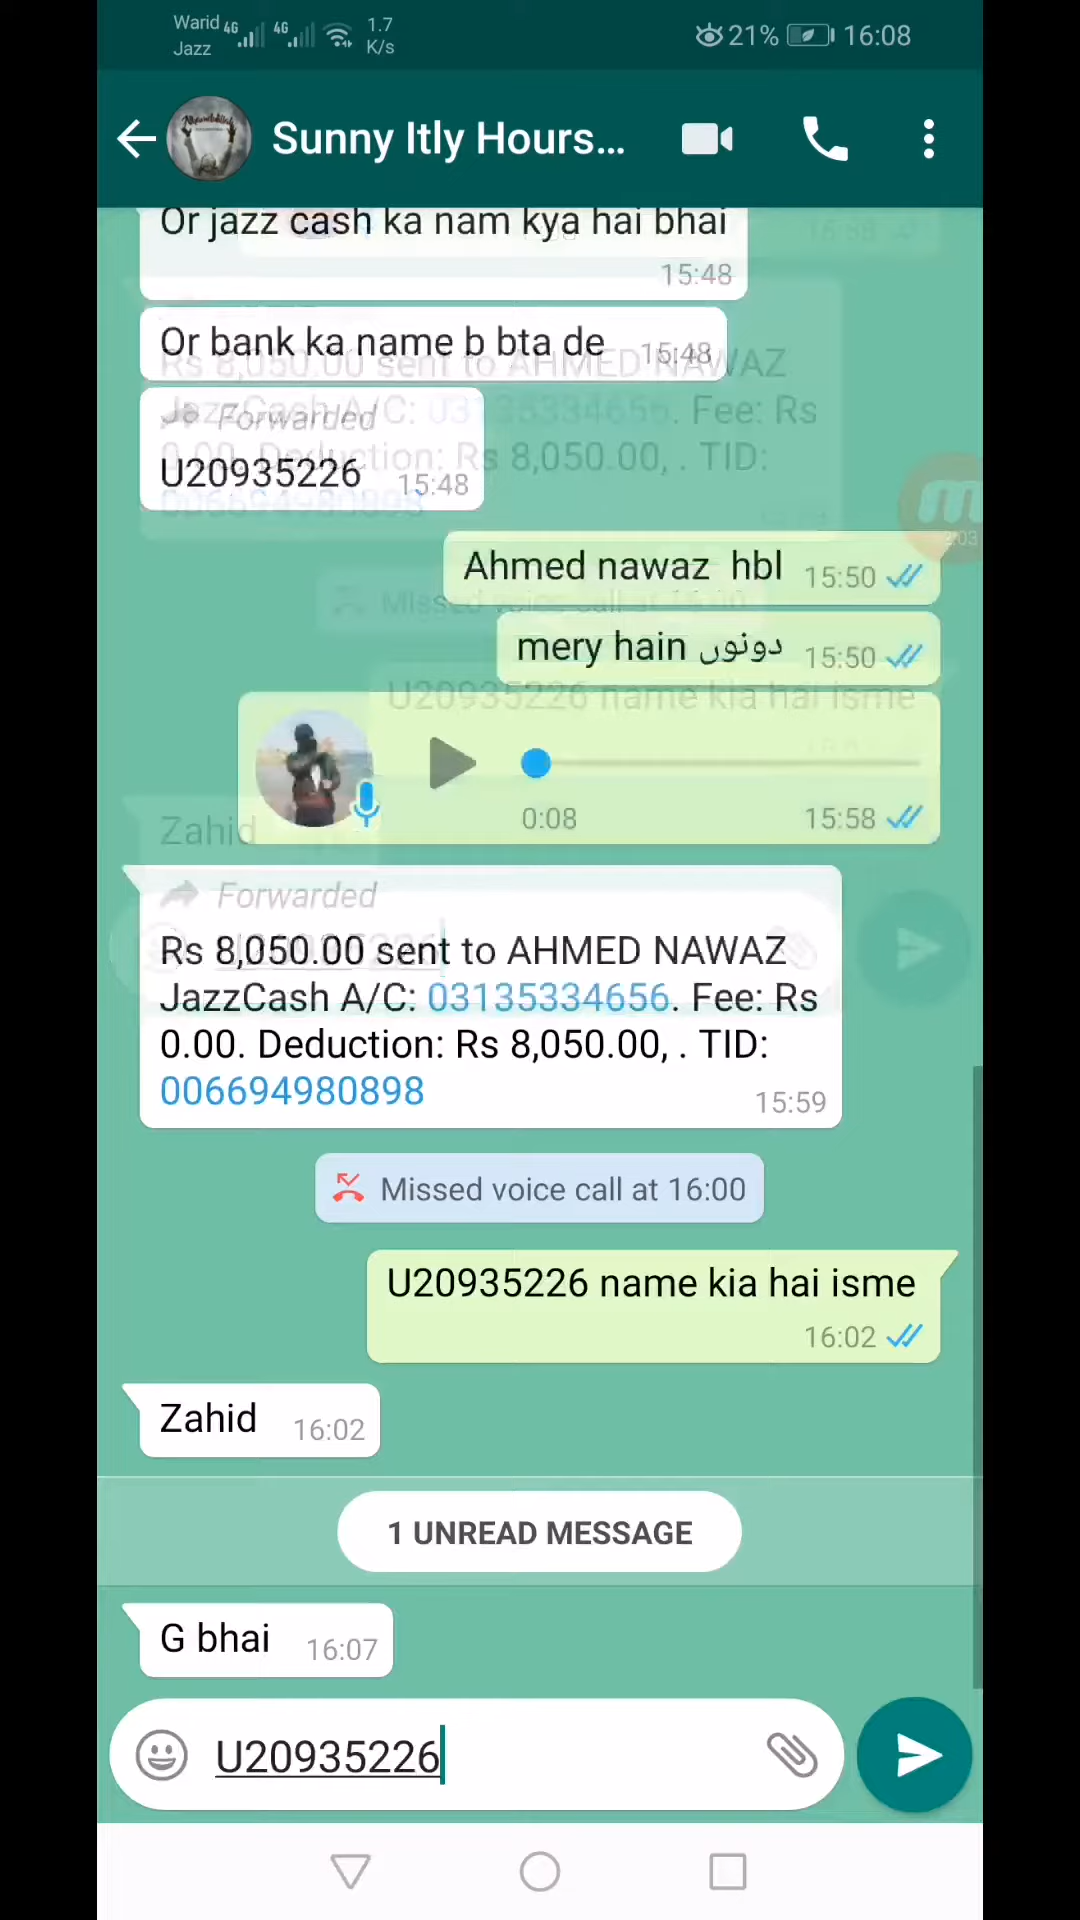 Warid 4G 4G 1.7
Jazz K/s
21% 16:08
Sunny Itly Hours...
Or jazz cash ka nam kya hai bhai
15:48
Or bank ka name b bta de 15:48
Forwarded
U20935226 15:48
Ahmed nawaz hbl 15:50
mery hain دونوں 15:50
0:08 15:58
Forwarded
Rs 8,050.00 sent to AHMED NAWAZ
JazzCash A/C: 03135334656. Fee: Rs
0.00. Deduction: Rs 8,050.00, . TID:
006694980898
15:59
Missed voice call at 16:00
U20935226 name kia hai isme
16:02
Zahid 16:02
1 UNREAD MESSAGE
G bhai 16:07
U20935226